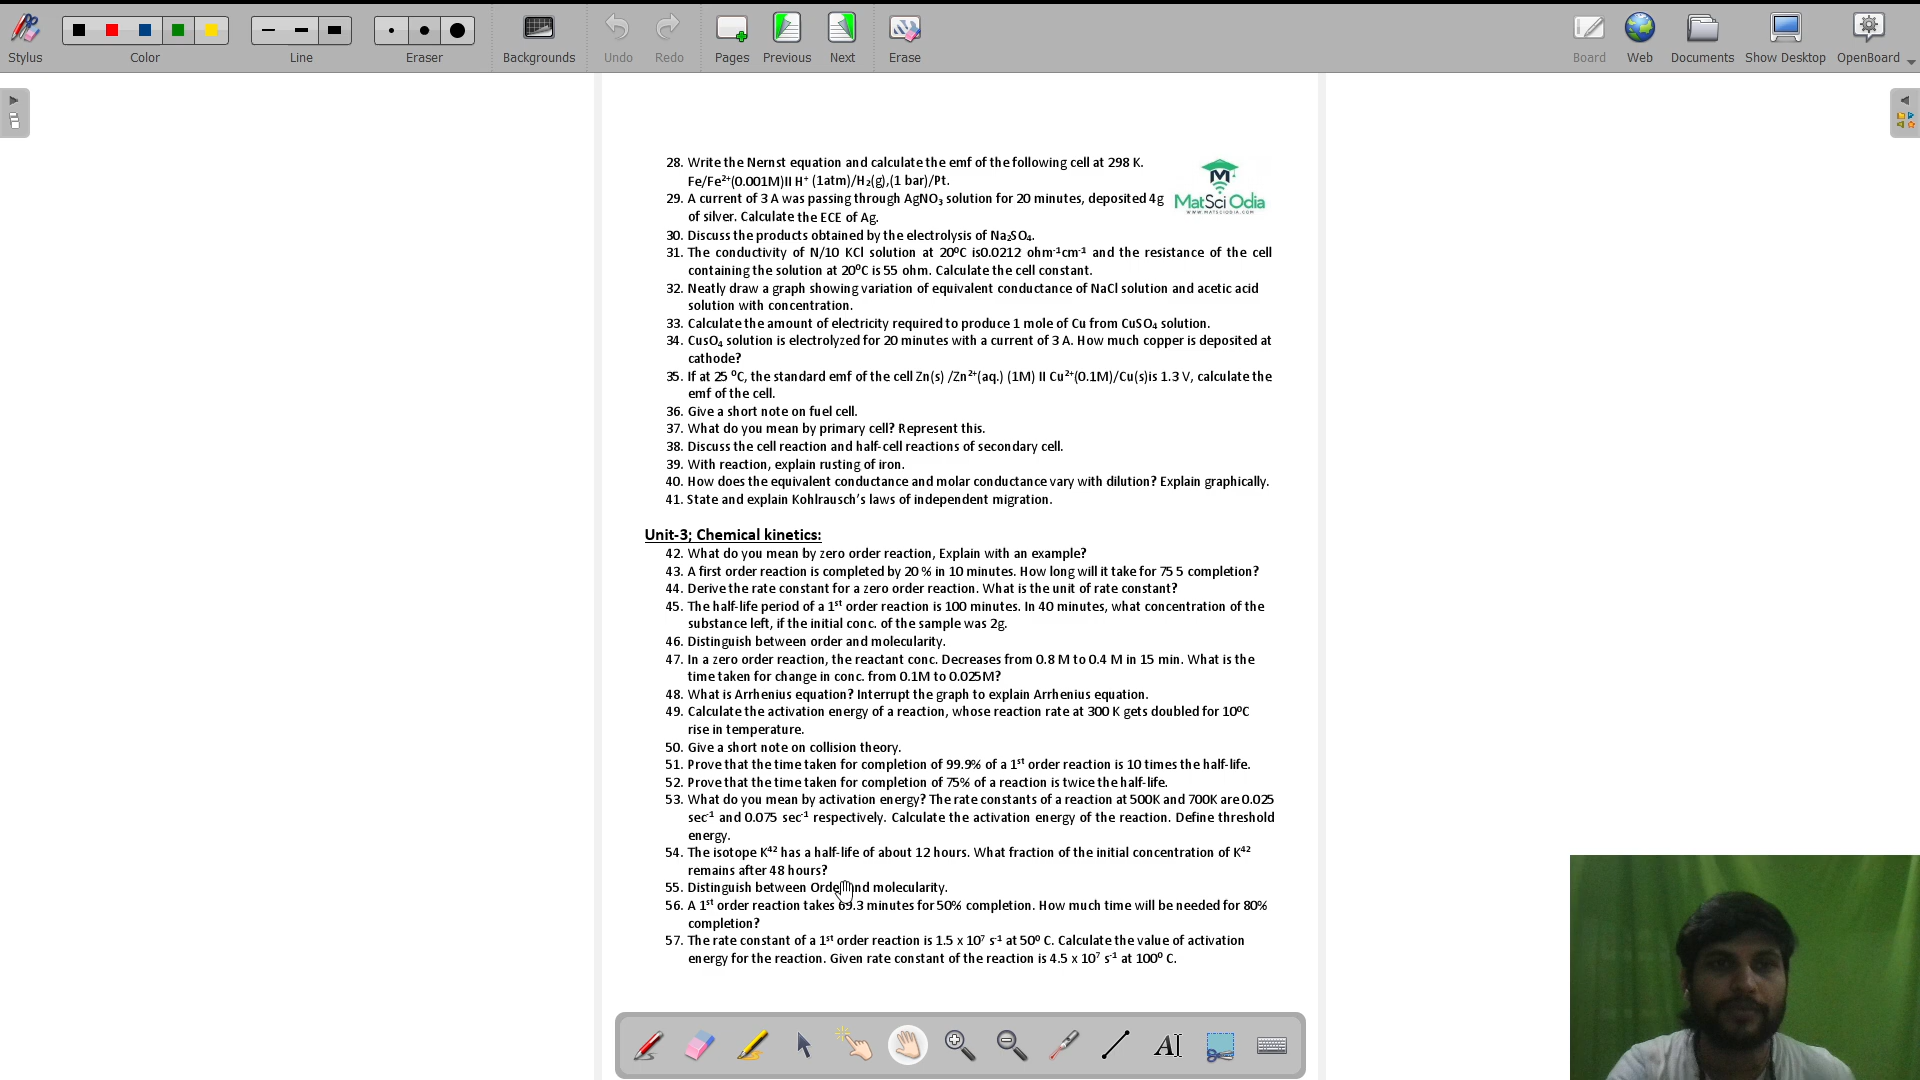 Stylus
Color
Line
Eraser
Backgrounds
Undo
Redo
Pages
Previous
Next
Erase
Board
Web
Documents
Show Desktop
OpenBoard
28. Write the Nernst equation and calculate the emf of the following cell at 298 K.
Fe/Fe²⁺(0.001M)II H⁺ (1atm)/H₂(g),(1 bar)/Pt.
29. A current of 3 A was passing through AgNO₃ solution for 20 minutes, deposited 4g
of silver. Calculate the ECE of Ag.
MatSci Odia
WWW.MATSCIODIA.COM
30. Discuss the products obtained by the electrolysis of Na₂SO₄.
31. The conductivity of N/10 KCl solution at 20⁰C is0.0212 ohm⁻¹cm⁻¹ and the resistance of the cell
containing the solution at 20⁰C is 55 ohm. Calculate the cell constant.
32. Neatly draw a graph showing variation of equivalent conductance of NaCl solution and acetic acid
solution with concentration.
33. Calculate the amount of electricity required to produce 1 mole of Cu from CuSO₄ solution.
34. CusO₄ solution is electrolyzed for 20 minutes with a current of 3 A. How much copper is deposited at
cathode?
35. If at 25 ⁰C, the standard emf of the cell Zn(s) /Zn²⁺(aq.) (1M) II Cu²⁺(0.1M)/Cu(s)is 1.3 V, calculate the
emf of the cell.
36. Give a short note on fuel cell.
37. What do you mean by primary cell? Represent this.
38. Discuss the cell reaction and half-cell reactions of secondary cell.
39. With reaction, explain rusting of iron.
40. How does the equivalent conductance and molar conductance vary with dilution? Explain graphically.
41. State and explain Kohlrausch's laws of independent migration.
Unit-3; Chemical kinetics:
42. What do you mean by zero order reaction, Explain with an example?
43. A first order reaction is completed by 20 % in 10 minutes. How long will it take for 75 5 completion?
44. Derive the rate constant for a zero order reaction. What is the unit of rate constant?
45. The half-life period of a 1ˢᵗ order reaction is 100 minutes. In 40 minutes, what concentration of the
substance left, if the initial conc. of the sample was 2g.
46. Distinguish between order and molecularity.
47. In a zero order reaction, the reactant conc. Decreases from 0.8 M to 0.4 M in 15 min. What is the
time taken for change in conc. from 0.1M to 0.025M?
48. What is Arrhenius equation? Interrupt the graph to explain Arrhenius equation.
49. Calculate the activation energy of a reaction, whose reaction rate at 300 K gets doubled for 10⁰C
rise in temperature.
50. Give a short note on collision theory.
51. Prove that the time taken for completion of 99.9% of a 1ˢᵗ order reaction is 10 times the half-life.
52. Prove that the time taken for completion of 75% of a reaction is twice the half-life.
53. What do you mean by activation energy? The rate constants of a reaction at 500K and 700K are 0.025
sec⁻¹ and 0.075 sec⁻¹ respectively. Calculate the activation energy of the reaction. Define threshold
energy.
54. The isotope K⁴² has a half-life of about 12 hours. What fraction of the initial concentration of K⁴²
remains after 48 hours?
55. Distinguish between Order and molecularity.
56. A 1ˢᵗ order reaction takes 69.3 minutes for 50% completion. How much time will be needed for 80%
completion?
57. The rate constant of a 1ˢᵗ order reaction is 1.5 x 10⁷ s⁻¹ at 50⁰ C. Calculate the value of activation
energy for the reaction. Given rate constant of the reaction is 4.5 x 10⁷ s⁻¹ at 100⁰ C.